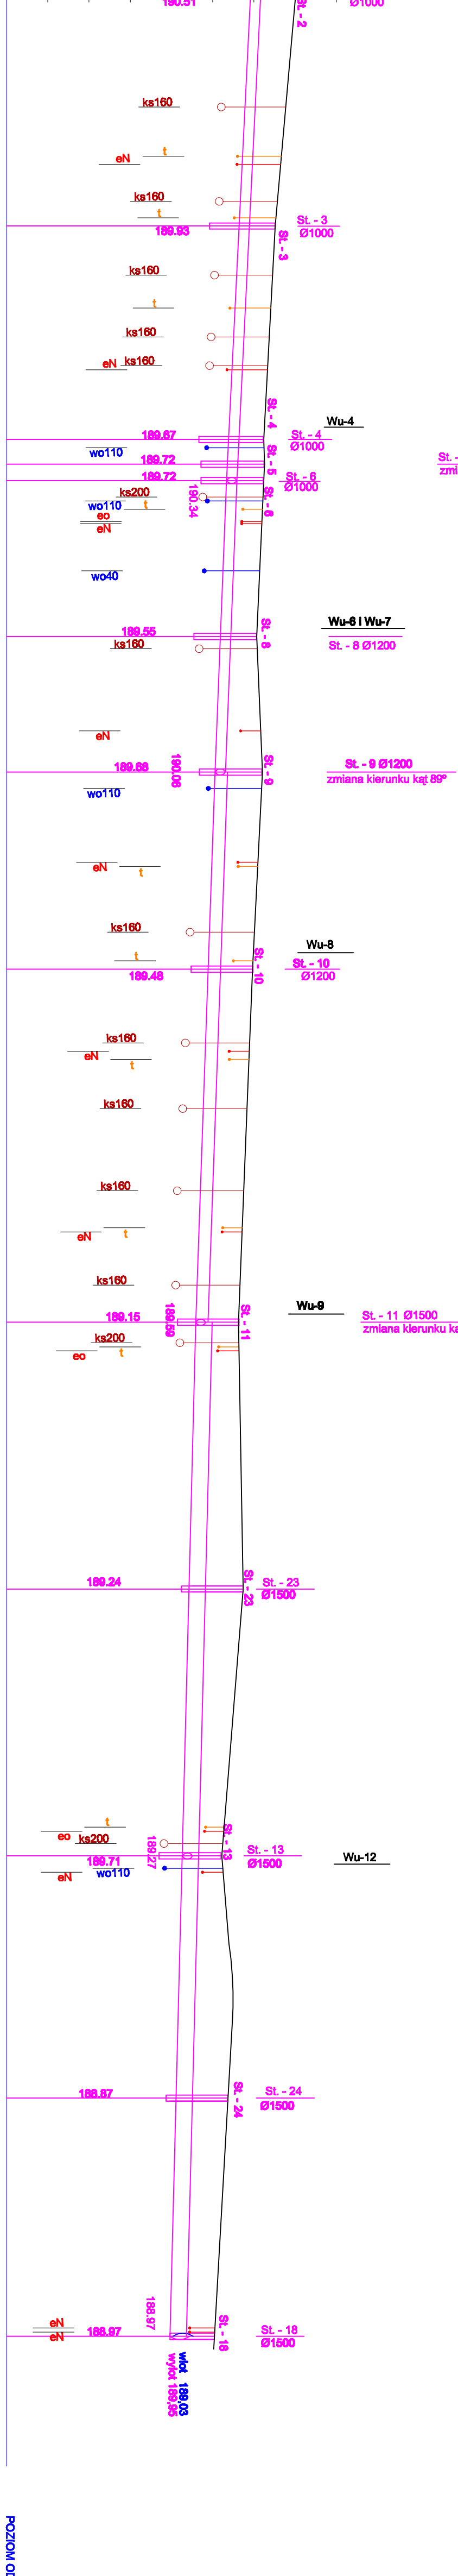 190.51
Ø1000
St. - 2
ks160
t
eN
ks160
t
St. - 3
189.93
Ø1000
St. - 3
ks160
t
ks160
eN
ks160
St. - 4
Wu-4
189.67
St. - 4
Ø1000
wo110
St. - 5
St. -
189.72
zmi
189.72
St. - 6
Ø1000
ks200
190.34
wo110
t
St. - 6
eo
eN
wo40
Wu-6 i Wu-7
189.55
St. - 8
ks160
St. - 8 Ø1200
eN
189.68
190.06
St. - 9
St. - 9 Ø1200
zmiana kierunku kąt 89°
wo110
eN
t
ks160
Wu-8
t
St. - 10
St. - 10
189.48
Ø1200
ks160
eN
t
ks160
ks160
t
eN
ks160
Wu-9
189.15
189.59
St. - 11
St. - 11 Ø1500
zmiana kierunku ką
ks200
eo
t
189.24
St. - 23
St. - 23
Ø1500
t
eo
ks200
St. - 13
St. - 13
189.71
189.27
Ø1500
Wu-12
eN
wo110
188.87
St. - 24
St. - 24
Ø1500
188.97
eN
188.97
eN
St. - 18
St. - 18
Ø1500
wlot 189,03
wylot 189,95
POZIOM